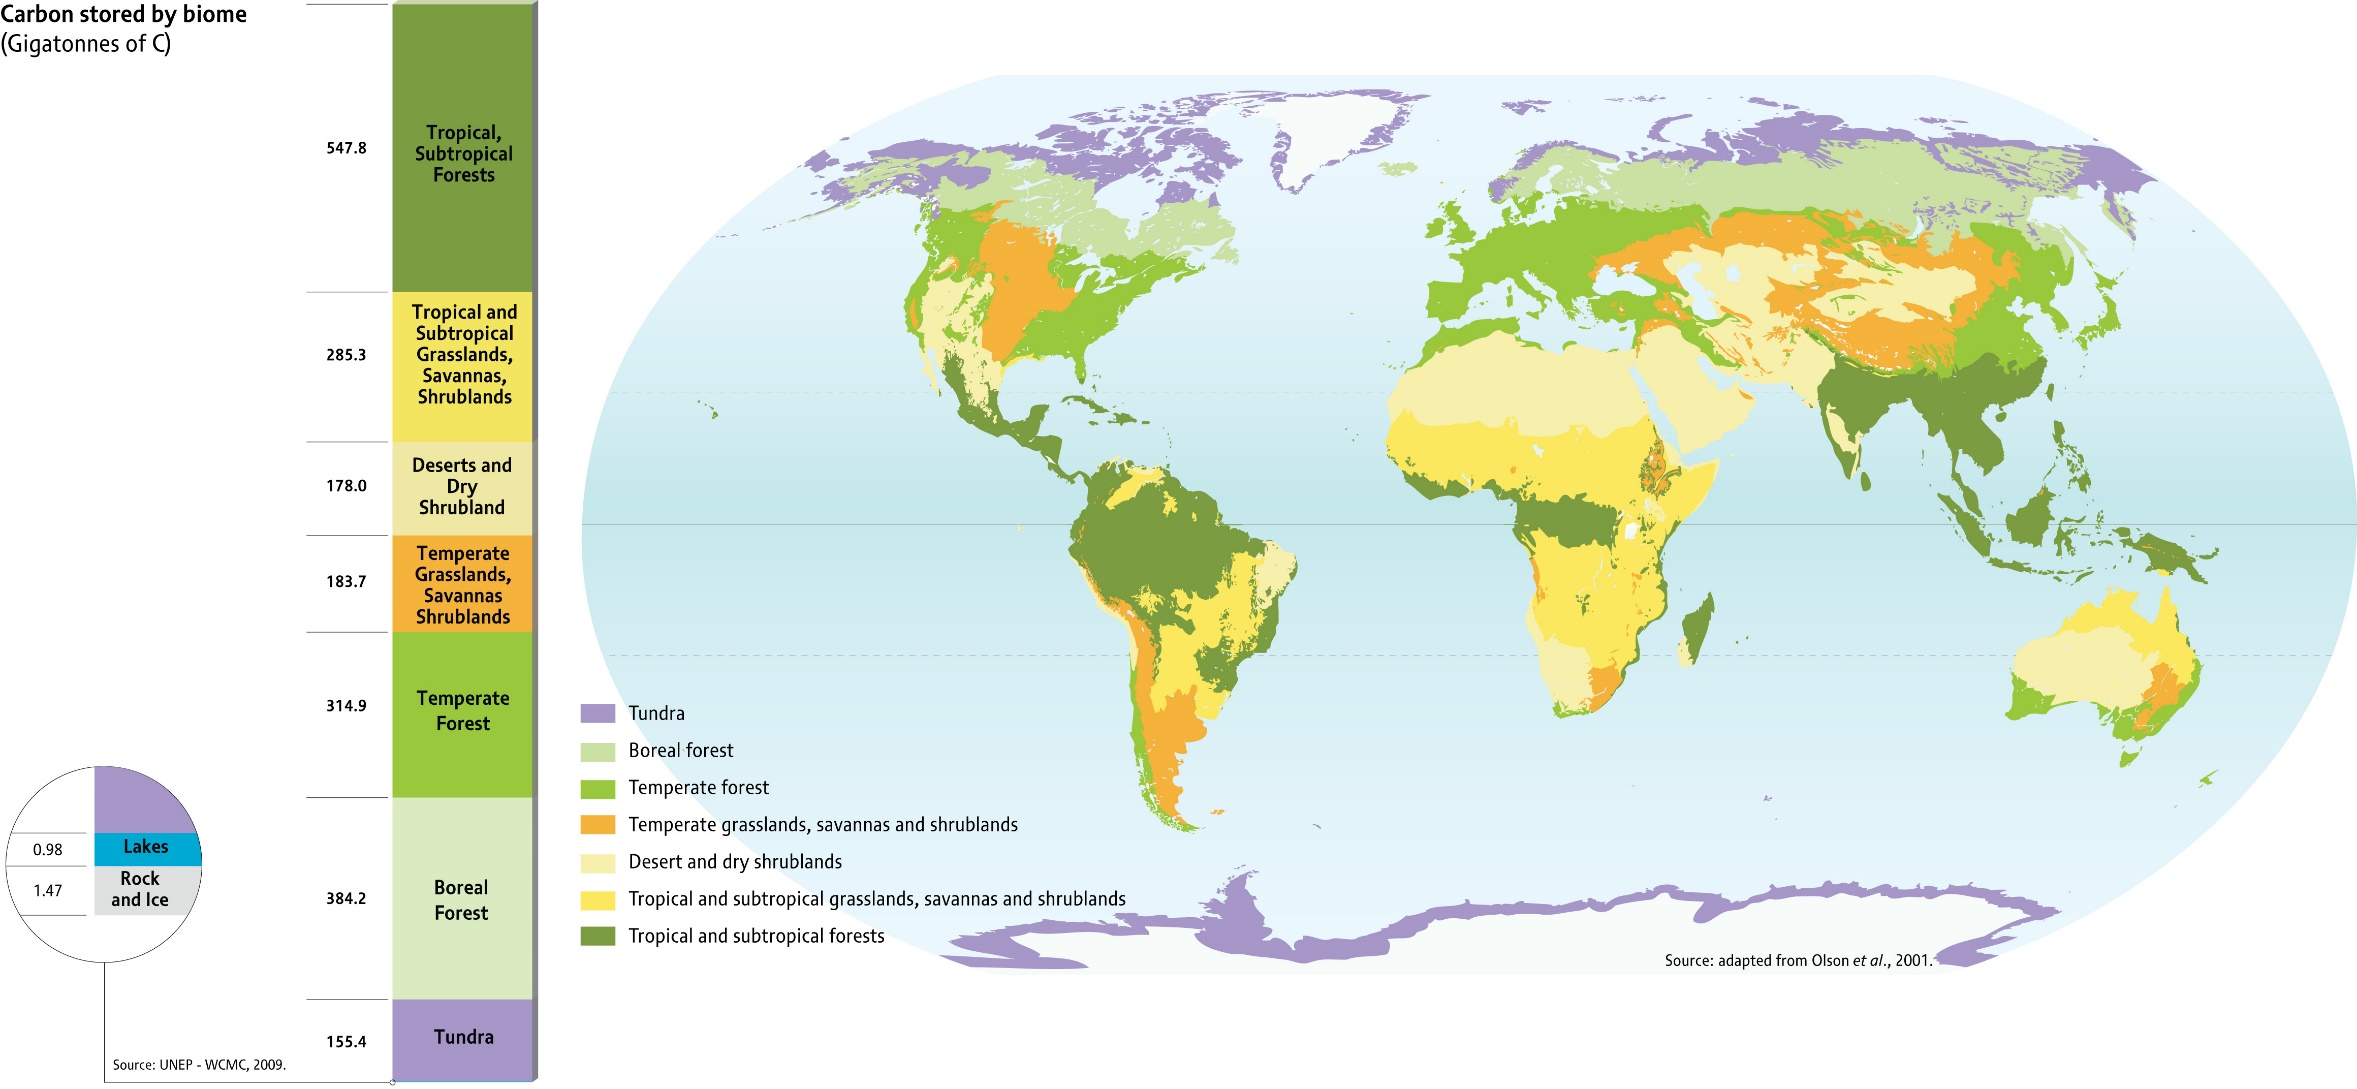 Carbon stored by biome
(Gigatonnes of C)
547.8
Tropical,
Subtropical
Forests
285.3
Tropical and
Subtropical
Grasslands,
Savannas,
Shrublands
178.0
Deserts and
Dry
Shrubland
183.7
Temperate
Grasslands,
Savannas
Shrublands
314.9
Temperate
Forest
384.2
Boreal
Forest
155.4
Tundra
0.98
Lakes
1.47
Rock
and Ice
Source: UNEP - WCMC, 2009.
Tundra
Boreal forest
Temperate forest
Temperate grasslands, savannas and shrublands
Desert and dry shrublands
Tropical and subtropical grasslands, savannas and shrublands
Tropical and subtropical forests
Source: adapted from Olson et al., 2001.